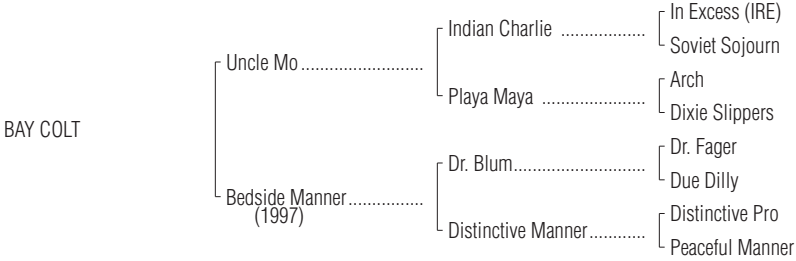 In Excess (IRE)
Indian Charlie ...................
Soviet Sojourn
Uncle Mo ..........................
Arch
Playa Maya ......................
Dixie Slippers
BAY COLT
Dr. Fager
Dr. Blum............................
Due Dilly
Bedside Manner................
(1997)
Distinctive Pro
Distinctive Manner............
Peaceful Manner